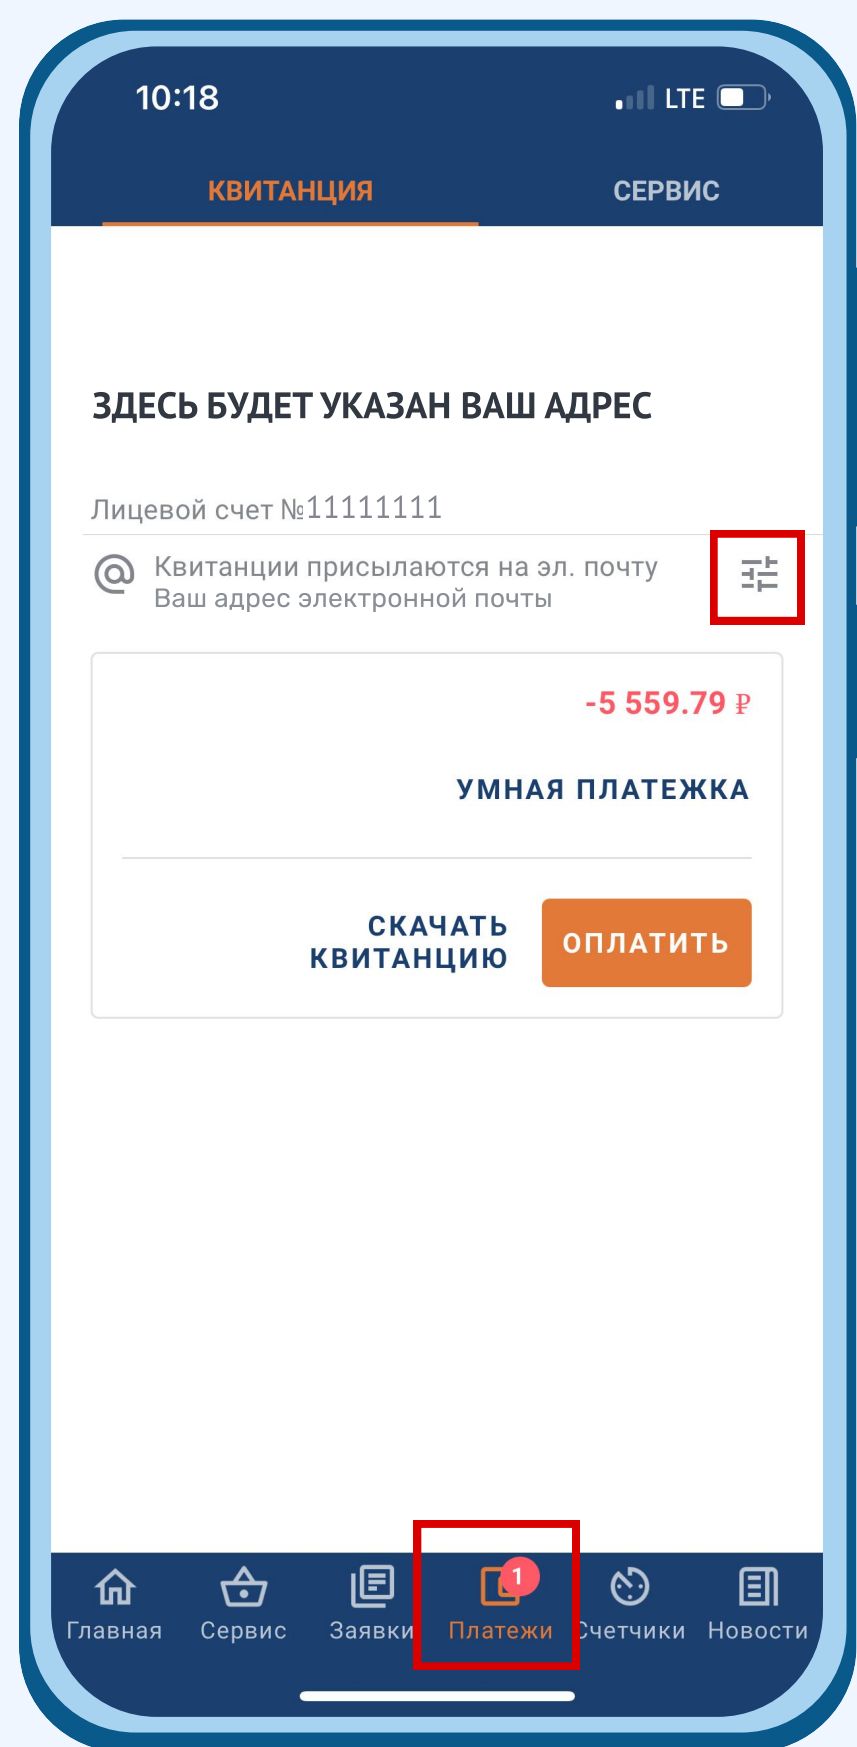 10:18
LTE
КВИТАНЦИЯ
СЕРВИС
ЗДЕСЬ БУДЕТ УКАЗАН ВАШ АДРЕС
Лицевой счет №11111111
Квитанции присылаются на эл. почту
Ваш адрес электронной почты
-5 559.79 ₽
УМНАЯ ПЛАТЕЖКА
СКАЧАТЬ
КВИТАНЦИЮ
ОПЛАТИТЬ
1
Главная
Сервис
Заявки
Платежи
Счетчики
Новости